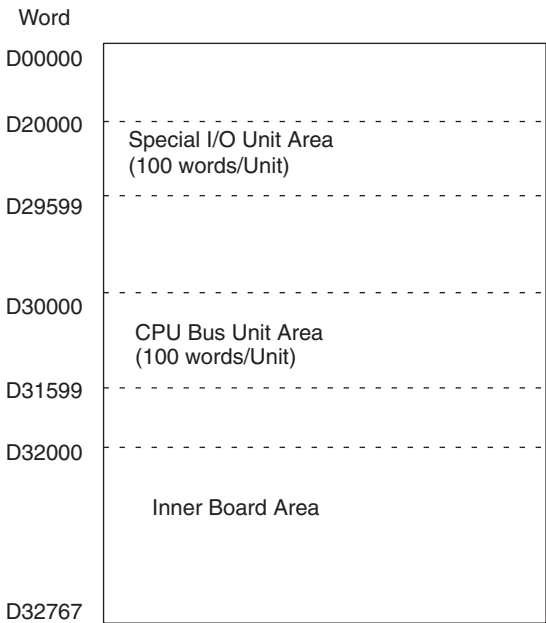 Word
D00000
D20000
Special I/O Unit Area
(100 words/Unit)
D29599
D30000
CPU Bus Unit Area
(100 words/Unit)
D31599
D32000
Inner Board Area
D32767